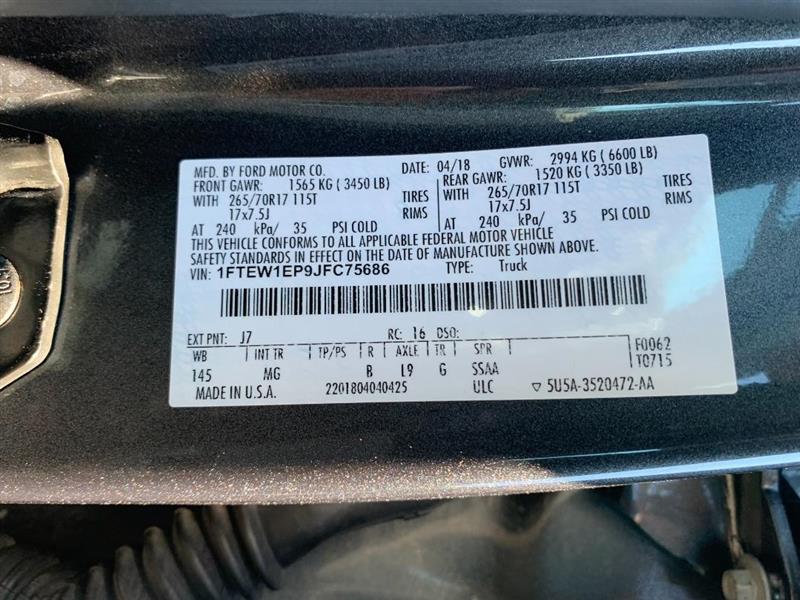 MFD. BY FORD MOTOR CO. DATE: 04/18 GVWR: 2994 KG ( 6600 LB)
FRONT GAWR: 1565 KG ( 3450 LB) REAR GAWR: 1520 KG ( 3350 LB)
WITH 265/70R17 115T TIRES WITH 265/70R17 115T TIRES
17x7.5J RIMS 17x7.5J RIMS
AT 240 kPa/ 35 PSI COLD AT 240 kPa/ 35 PSI COLD
THIS VEHICLE CONFORMS TO ALL APPLICABLE FEDERAL MOTOR VEHICLE
SAFETY STANDARDS IN EFFECT ON THE DATE OF MANUFACTURE SHOWN ABOVE.
VIN: 1FTEW1EP9JFC75686 TYPE: Truck
EXT PNT: J7 RC: 16 DSO:
WB INT TR TP/PS R AXLE TR SPR F0062
145 MG B L9 G SSAA T0715
MADE IN U.S.A. 2201804040425 ULC ▽ 5U5A-3520472-AA